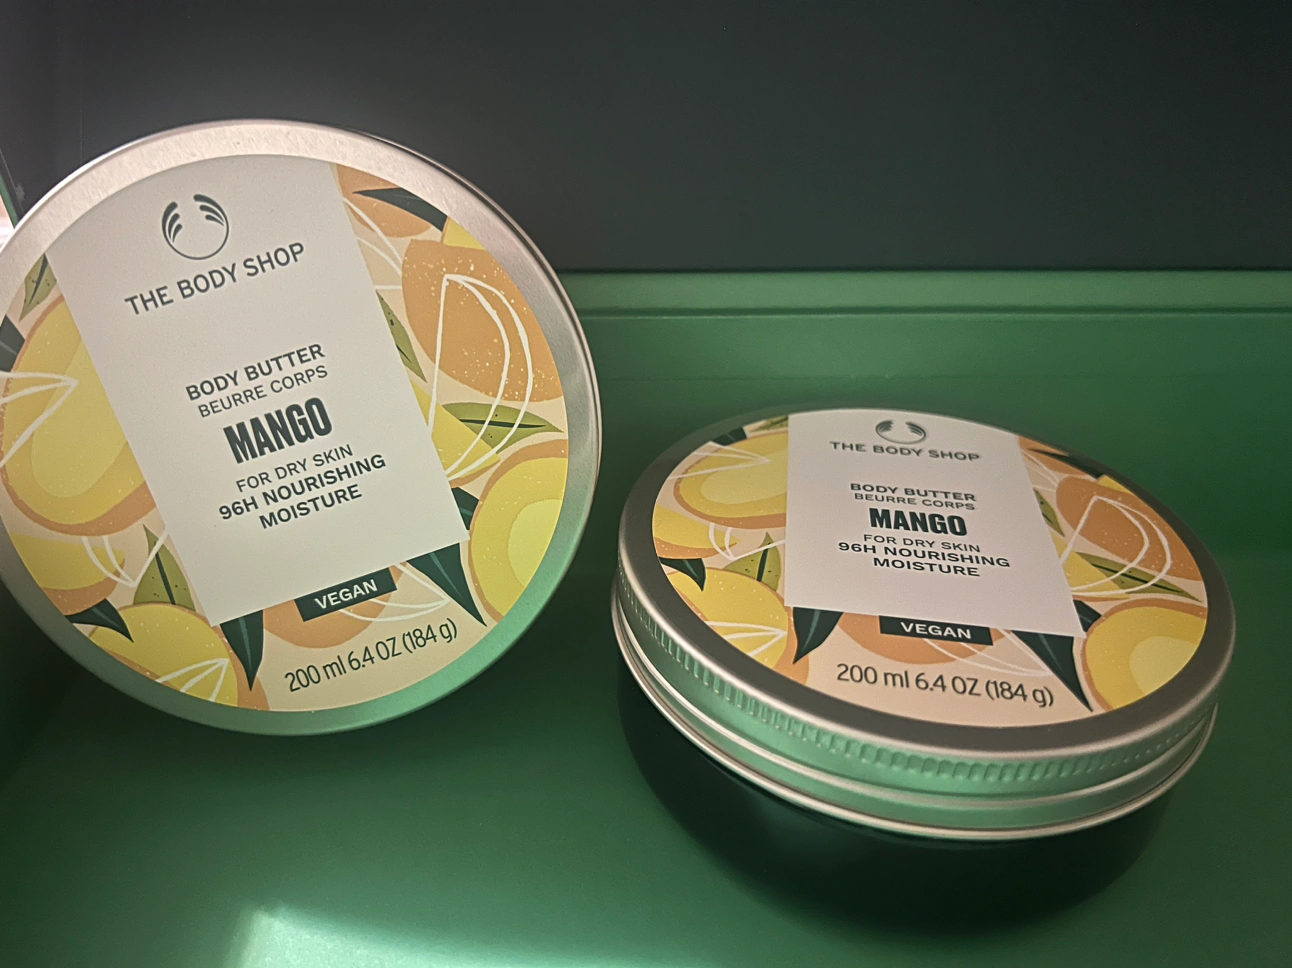 THE BODY SHOP
BODY BUTTER
BEURRE CORPS
MANGO
FOR DRY SKIN
96H NOURISHING
MOISTURE
VEGAN
200 ml 6.4 OZ (184 g)
THE BODY SHOP
BODY BUTTER
BEURRE CORPS
MANGO
FOR DRY SKIN
96H NOURISHING
MOISTURE
VEGAN
200 ml 6.4 OZ (184 g)